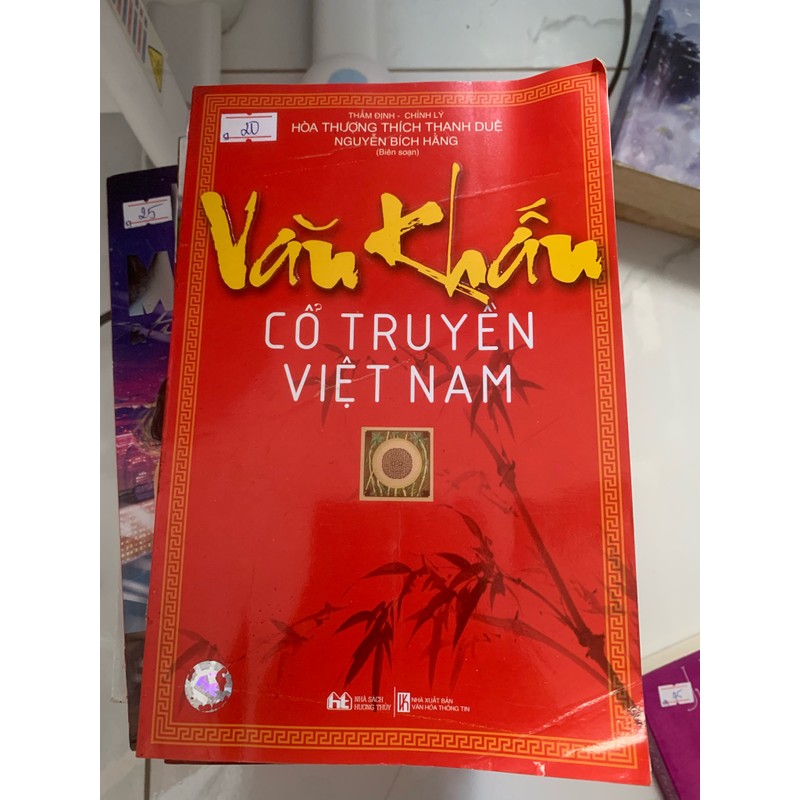 THẨM ĐỊNH - CHỈNH LÝ
HÒA THƯỢNG THÍCH THANH DUỆ
NGUYỄN BÍCH HẰNG
(Biên soạn)
20
25
Văn Khấn
CỔ TRUYỀN
VIỆT NAM
ht NHÀ SÁCH
HƯƠNG THỦY
NHÀ XUẤT BẢN
VĂN HÓA THÔNG TIN